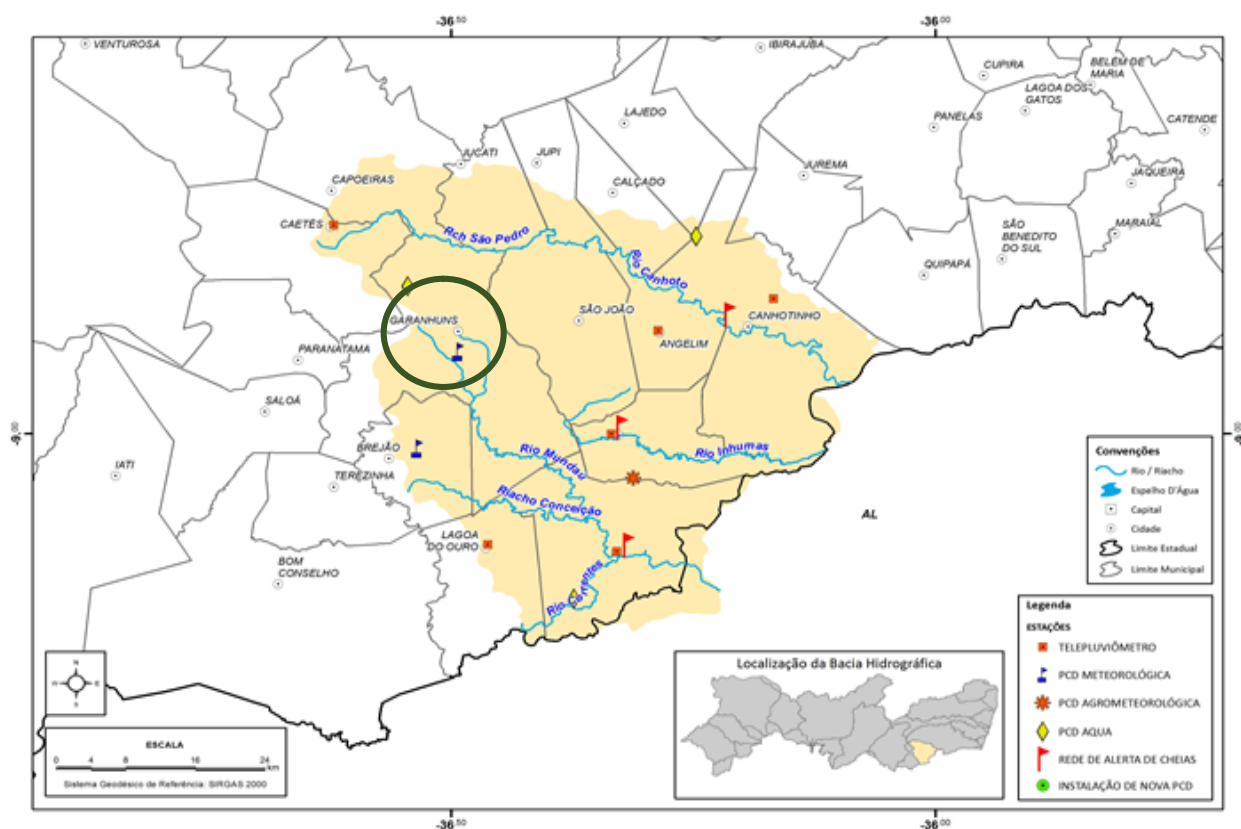 -36,50
-36,00
VENTUROSA
IBIRAJUBA
CUPIRA
BELÉM DE
MARIA
LAGOA DOS
GATOS
CATENDE
LAJEDO
PANELAS
JUCATI
JUPI
CALÇADO
JUREMA
JAQUEIRA
CAPOEIRAS
CAETÉS
Rch São Pedro
MARAIAL
SÃO
BENEDITO
DO SUL
QUIPAPÁ
Rio Canhoto
GARANHUNS
SÃO JOÃO
CANHOTINHO
ANGELIM
PARANATAMA
SALOÁ
-9,00
-9,00
BREJÃO
Rio Mundaú
Rio Inhumas
IATI
TEREZINHA
Riacho Conceição
AL
LAGOA
DO OURO
BOM
CONSELHO
Rio Correntes
Convenções
Rio / Riacho
Espelho D'Água
Capital
Cidade
Limite Estadual
Limite Municipal
Legenda
ESTAÇÕES
TELEPLUVIÔMETRO
PCD METEOROLÓGICA
PCD AGROMETEOROLÓGICA
PCD AQUA
REDE DE ALERTA DE CHEIAS
INSTALAÇÃO DE NOVA PCD
Localização da Bacia Hidrográfica
N
W E
S
ESCALA
0 4 8 16 24
km
Sistema Geodésico de Referência: SIRGAS 2000
-36,50
-36,00